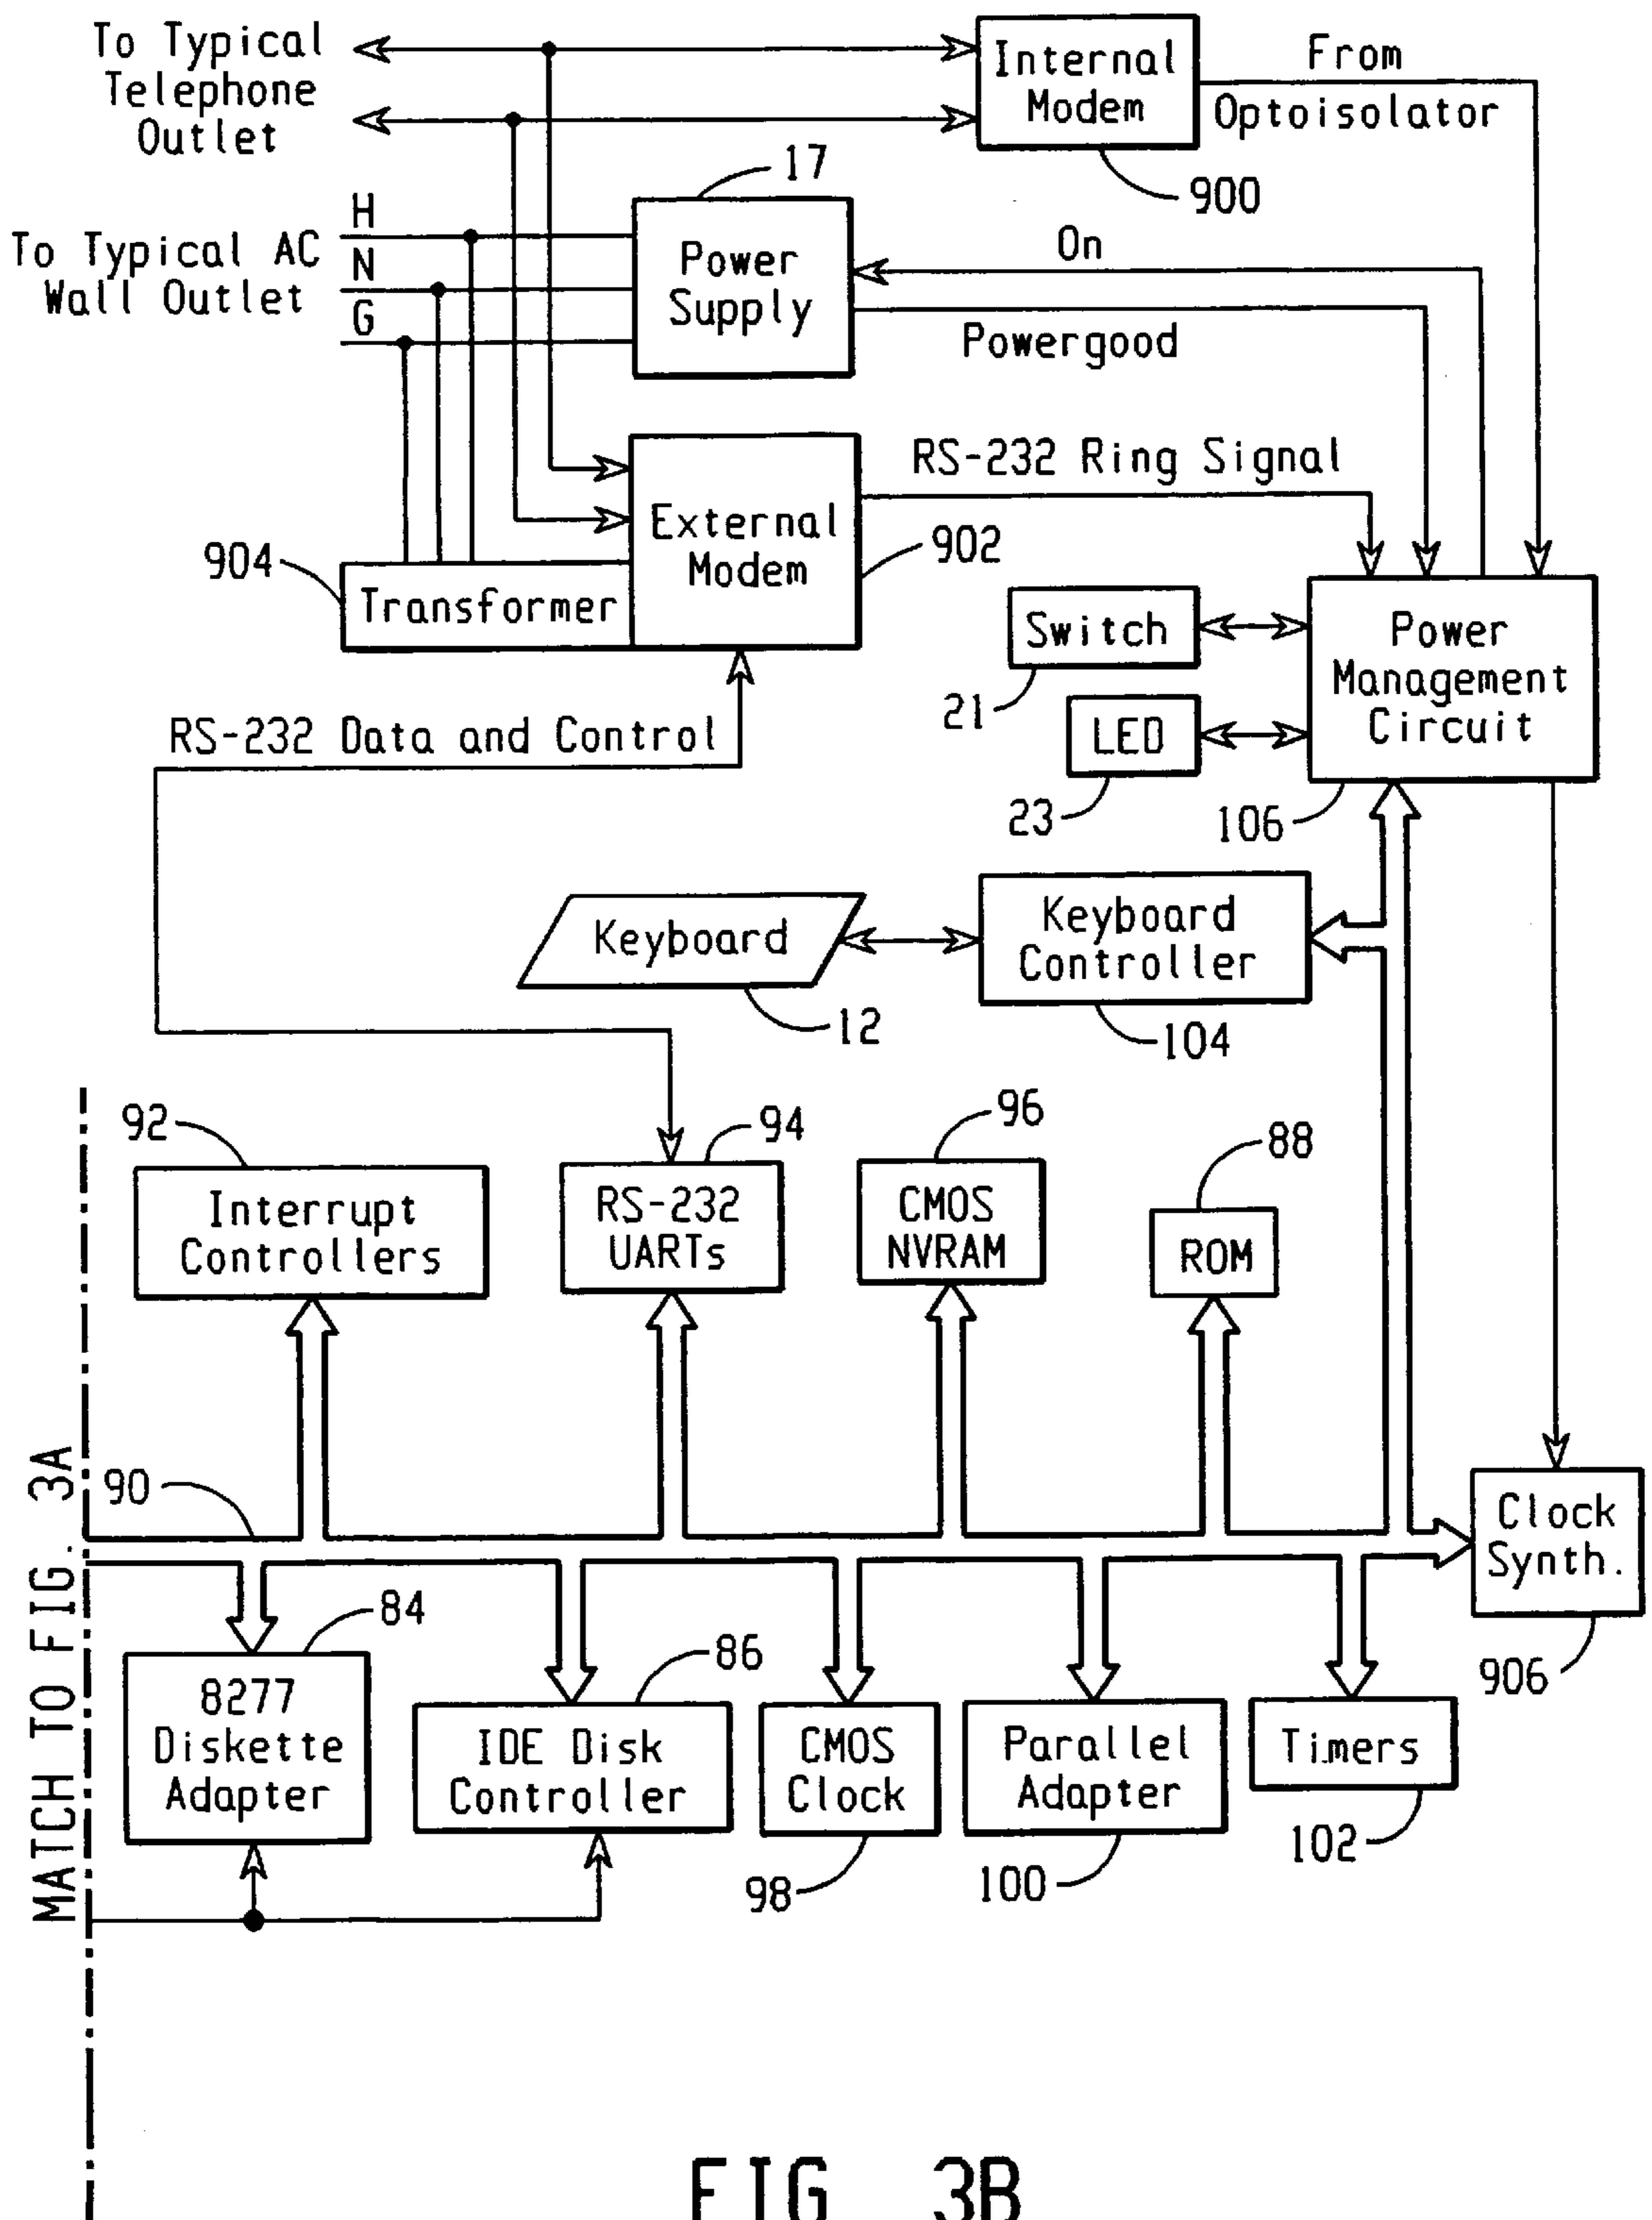 To Typical
Telephone
Outlet
Internal
Modem
From
Optoisolator
900
17
H
To Typical AC
N
Wall Outlet
G
Power
Supply
On
Powergood
RS-232 Ring Signal
External
Modem
902
904
Transformer
Switch
21
LED
23
Power
Management
Circuit
106
RS-232 Data and Control
Keyboard
12
Keyboard
Controller
104
92
Interrupt
Controllers
94
RS-232
UARTs
96
CMOS
NVRAM
88
ROM
MATCH TO FIG. 3A
90
Clock
Synth.
906
84
8277
Diskette
Adapter
86
IDE Disk
Controller
CMOS
Clock
98
Parallel
Adapter
100
Timers
102
FIG 3B